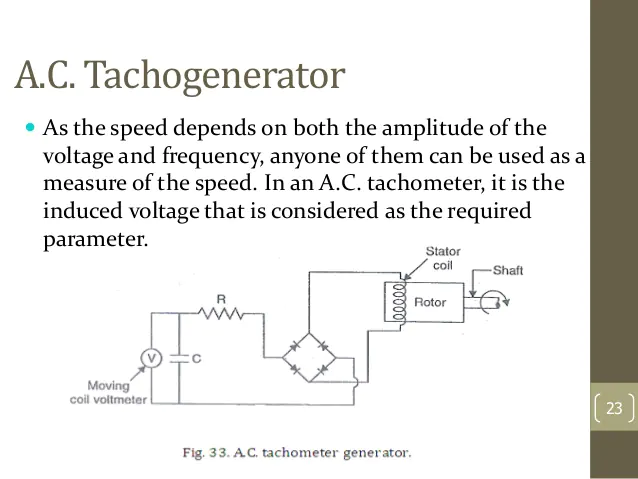 A.C. Tachogenerator
As the speed depends on both the amplitude of the
voltage and frequency, anyone of them can be used as a
measure of the speed. In an A.C. tachometer, it is the
induced voltage that is considered as the required
parameter.
Stator
coil
Shaft
R
Rotor
V
C
Moving
coil voltmeter
23
Fig. 33. A.C. tachometer generator.